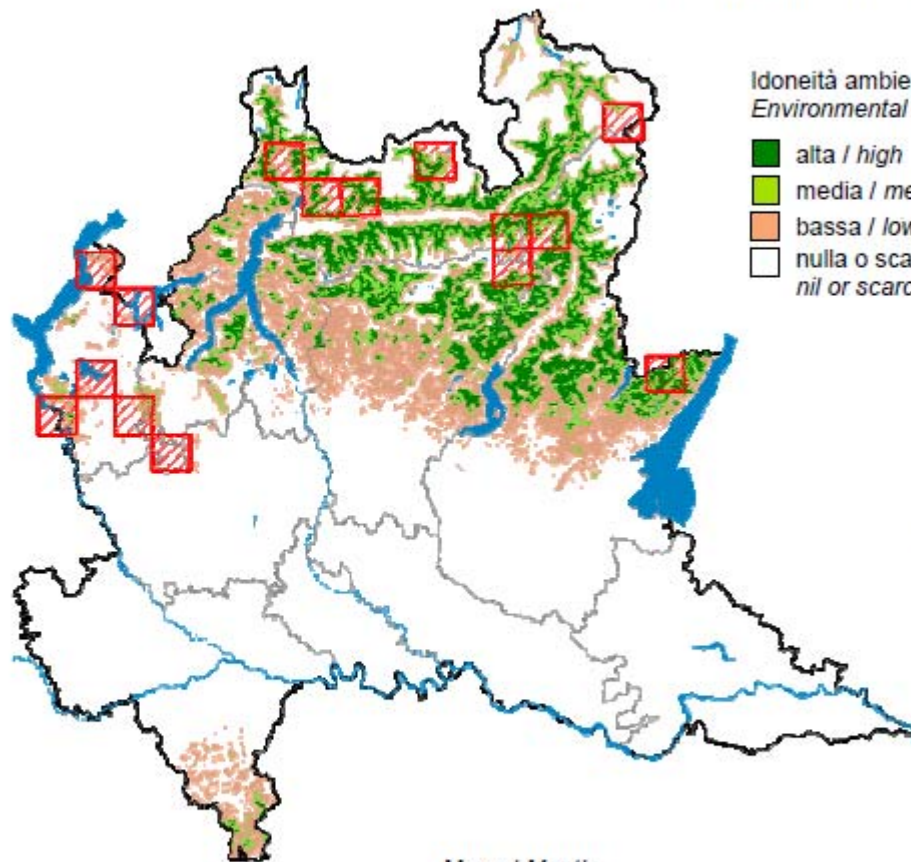 Idoneità ambie
Environmental
alta / high
media / me
bassa / low
nulla o sca
nil or scarc